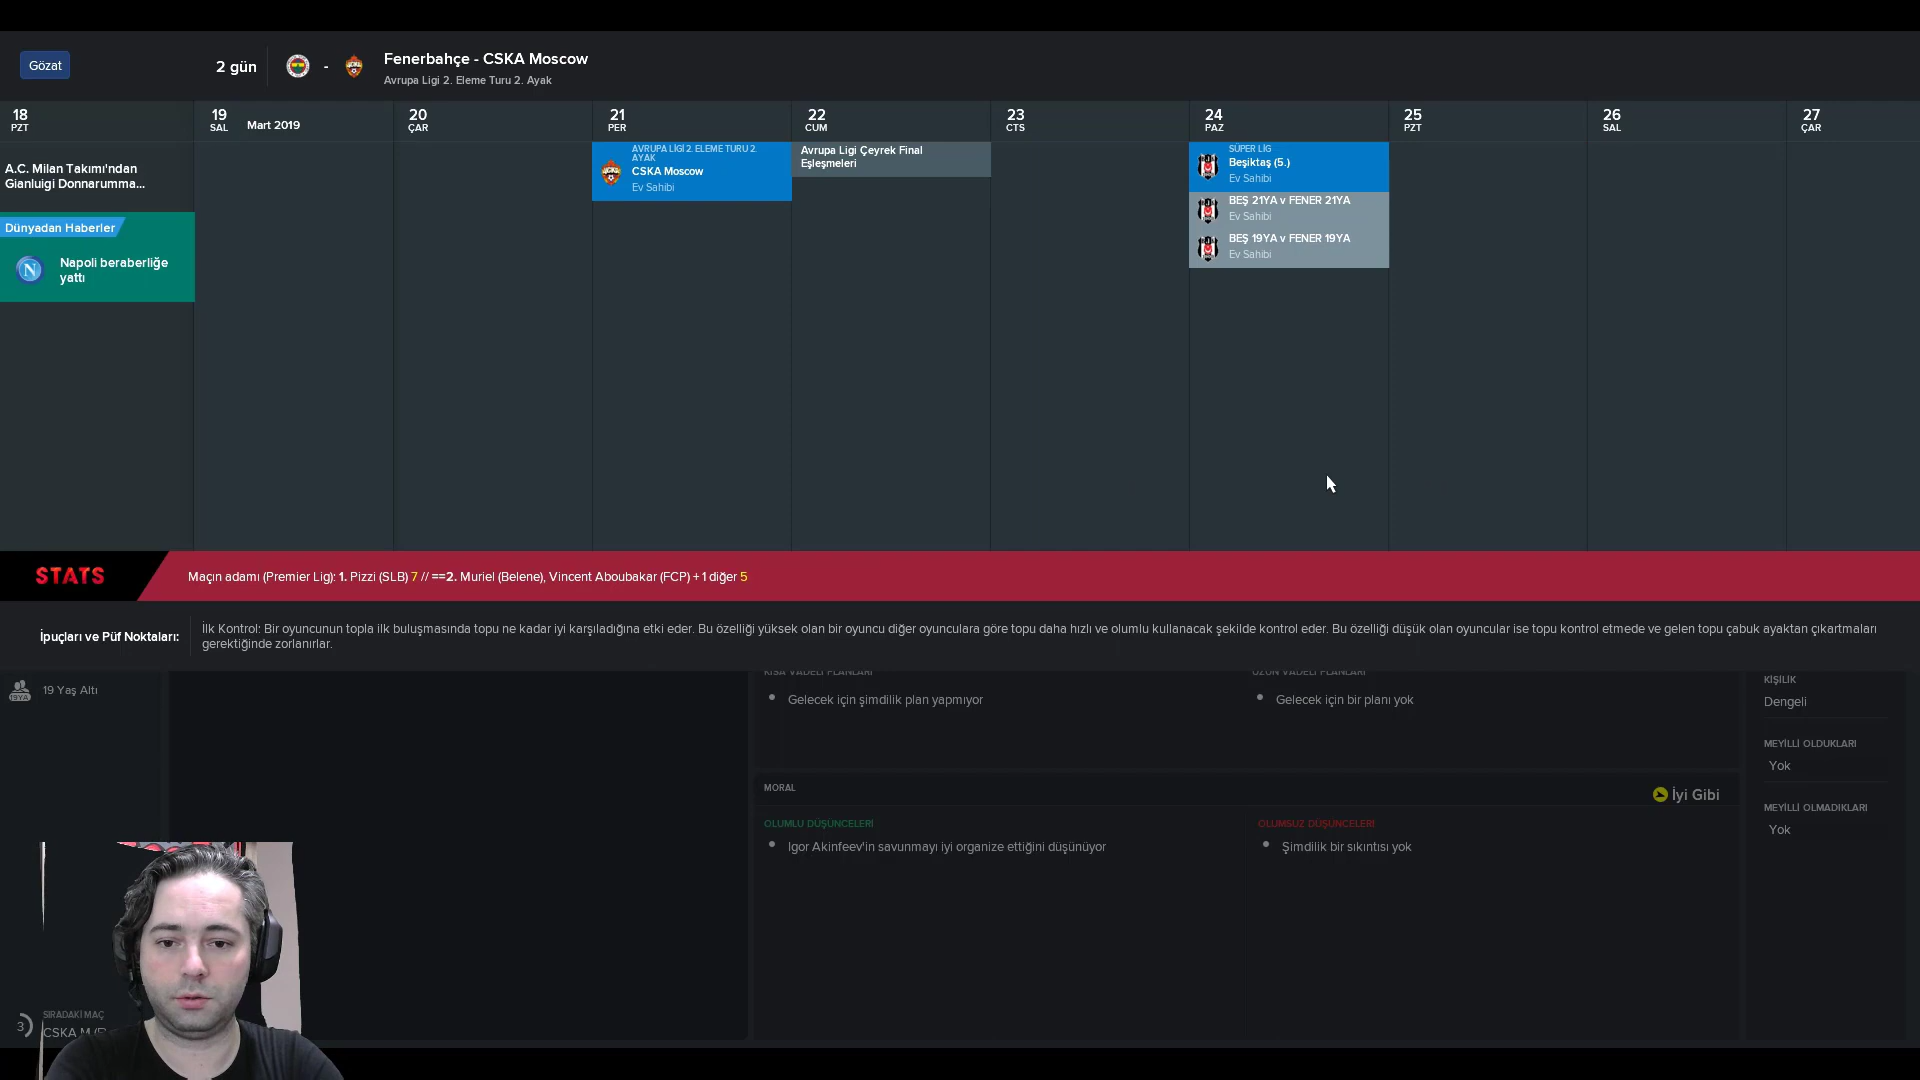 Gözat
2 gün
-
Fenerbahçe - CSKA Moscow
Avrupa Ligi 2. Eleme Turu 2. Ayak
18
PZT
19
SAL
Mart 2019
20
ÇAR
21
PER
22
CUM
23
CTS
24
PAZ
25
PZT
26
SAL
27
ÇAR
A.C. Milan Takımı'ndan
Gianluigi Donnarumma...
Dünyadan Haberler
Napoli beraberliğe
yattı
AVRUPA LİGİ 2. ELEME TURU 2.
AYAK
CSKA Moscow
Ev Sahibi
Avrupa Ligi Çeyrek Final
Eşleşmeleri
SÜPER LİG
Beşiktaş (5.)
Ev Sahibi
BEŞ 21YA v FENER 21YA
Ev Sahibi
BEŞ 19YA v FENER 19YA
Ev Sahibi
STATS
Maçın adamı (Premier Lig): 1. Pizzi (SLB) 7 // ==2. Muriel (Belene), Vincent Aboubakar (FCP) + 1 diğer 5
İpuçları ve Püf Noktaları:
İlk Kontrol: Bir oyuncunun topla ilk buluşmasında topu ne kadar iyi karşıladığına etki eder. Bu özelliği yüksek olan bir oyuncu diğer oyunculara göre topu daha hızlı ve olumlu kullanacak şekilde kontrol eder. Bu özelliği düşük olan oyuncular ise topu kontrol etmede ve gelen topu çabuk ayaktan çıkartmaları
gerektiğinde zorlanırlar.
19YA
19 Yaş Altı
KISA VADELİ PLANLARI
Gelecek için şimdilik plan yapmıyor
UZUN VADELİ PLANLARI
Gelecek için bir planı yok
KİŞİLİK
Dengeli
MEYİLLİ OLDUKLARI
Yok
MEYİLLİ OLMADIKLARI
Yok
MORAL
İyi Gibi
OLUMLU DÜŞÜNCELERİ
Igor Akinfeev'in savunmayı iyi organize ettiğini düşünüyor
OLUMSUZ DÜŞÜNCELERİ
Şimdilik bir sıkıntısı yok
3
SIRADAKİ MAÇ
CSKA M